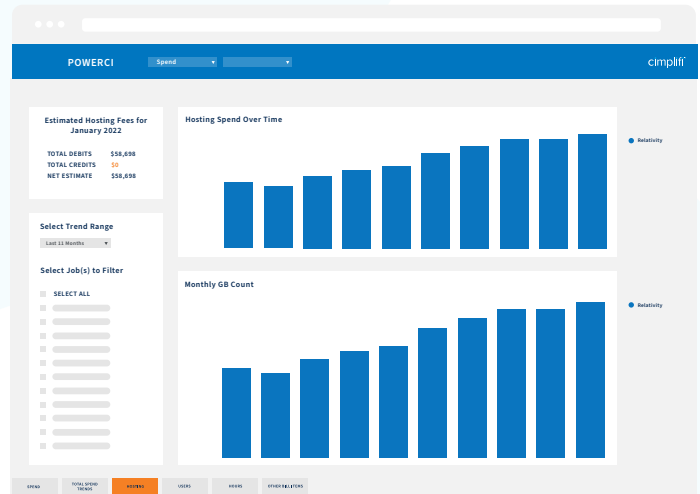 POWERCI
Spend
cimplifi
Estimated Hosting Fees for
January 2022
TOTAL DEBITS $58,698
TOTAL CREDITS $0
NET ESTIMATE $58,698
Select Trend Range
Last 11 Months
Select Job(s) to Filter
SELECT ALL
Hosting Spend Over Time
Relativity
Monthly GB Count
Relativity
SPEND
TOTAL SPEND
TRENDS
HOSTING
USERS
HOURS
OTHER BILL ITEMS